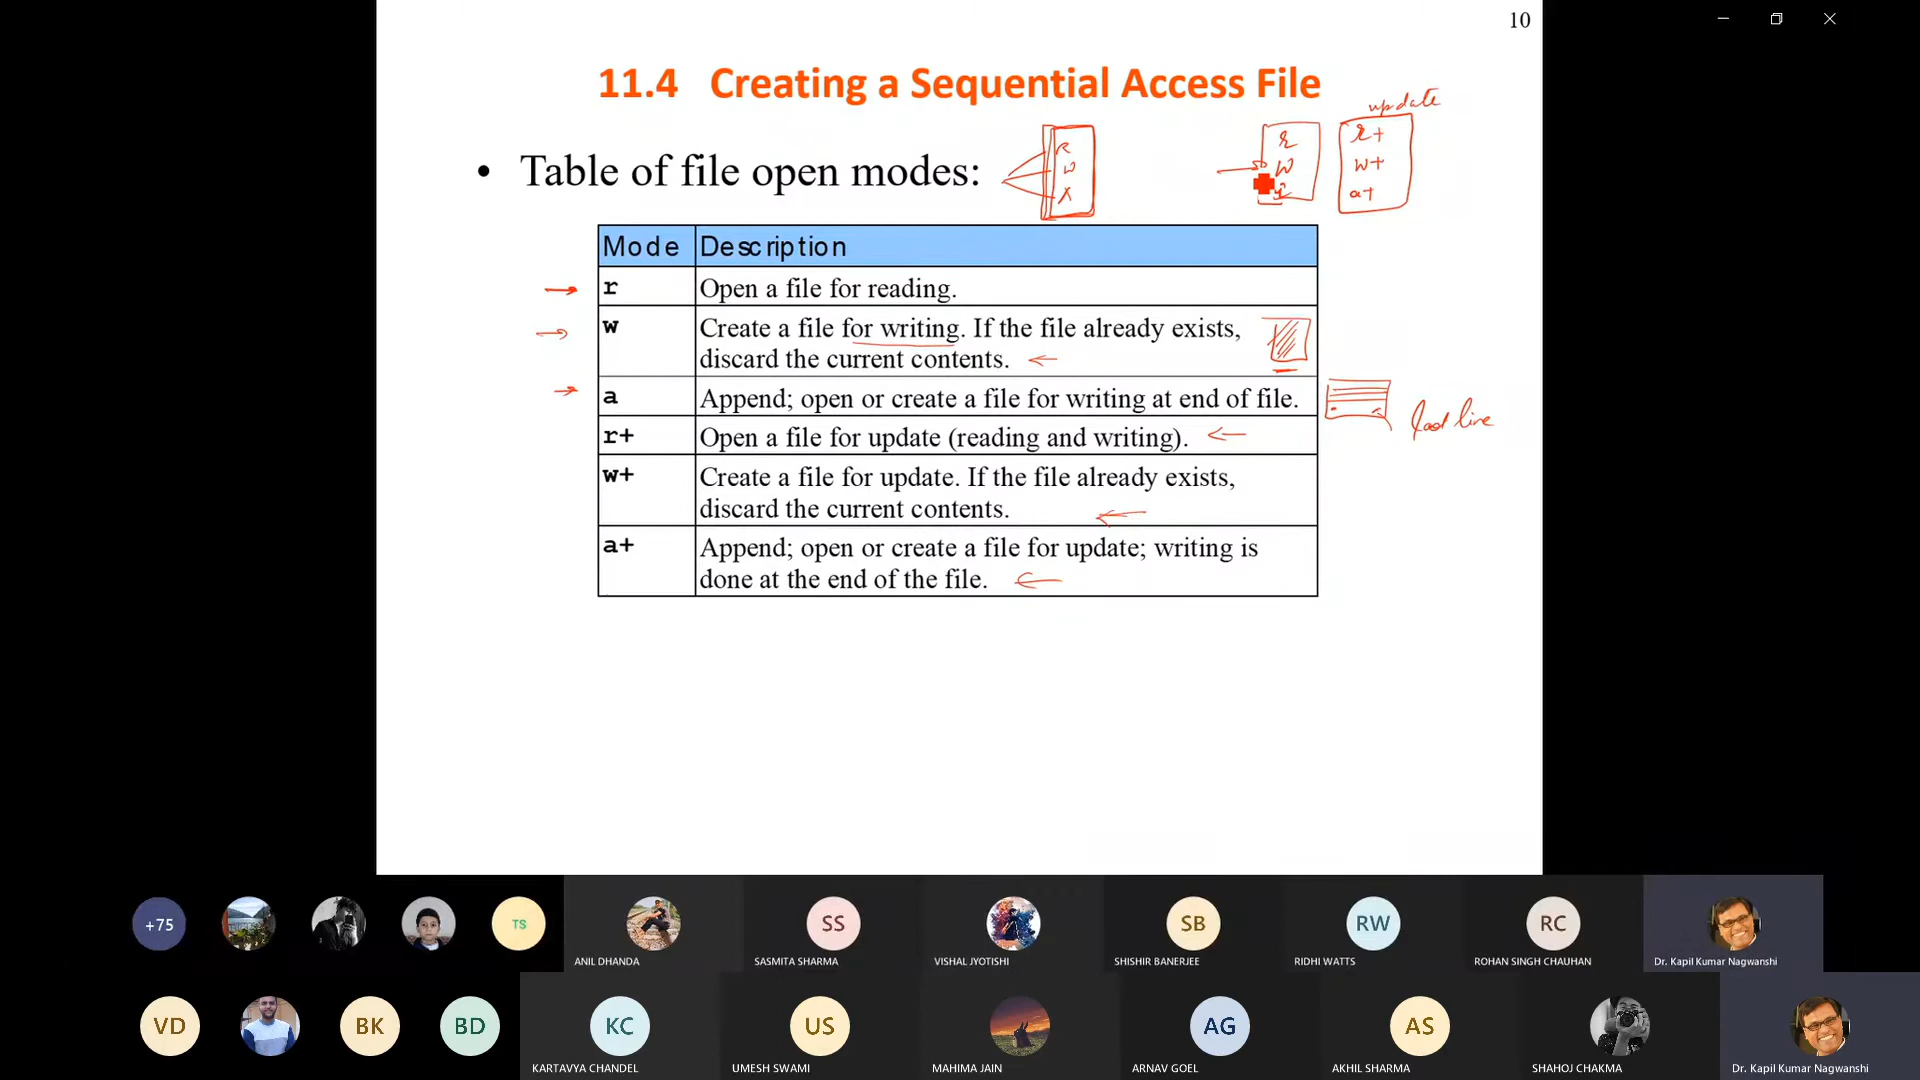 10
11.4 Creating a Sequential Access File
update
• Table of file open modes:
R
W
X
r
w
r+
w+
a+
Mode Description
r Open a file for reading.
w Create a file for writing. If the file already exists,
discard the current contents.
a Append; open or create a file for writing at end of file.
line
r+ Open a file for update (reading and writing).
w+ Create a file for update. If the file already exists,
discard the current contents.
a+ Append; open or create a file for update; writing is
done at the end of the file.
+75 TS SS SB RW RC
ANIL DHANDA SASMITA SHARMA VISHAL JYOTISHI SHISHIR BANERJEE RIDHI WATTS ROHAN SINGH CHAUHAN Dr. Kapil Kumar Nagwanshi
VD BK BD KC US AG AS
KARTAVYA CHANDEL UMESH SWAMI MAHIMA JAIN ARNAV GOEL AKHIL SHARMA SHAHOJ CHAKMA Dr. Kapil Kumar Nagwanshi